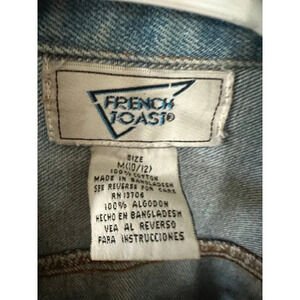 FRENCH
TOAST®
SIZE
M(10/12)
100% COTTON
MADE IN BANGLADESH
SEE REVERSE FOR CARE
RN 13706
100% ALGODON
HECHO EN BANGLADESH
VEA AL REVERSO
PARA INSTRUCCIONES